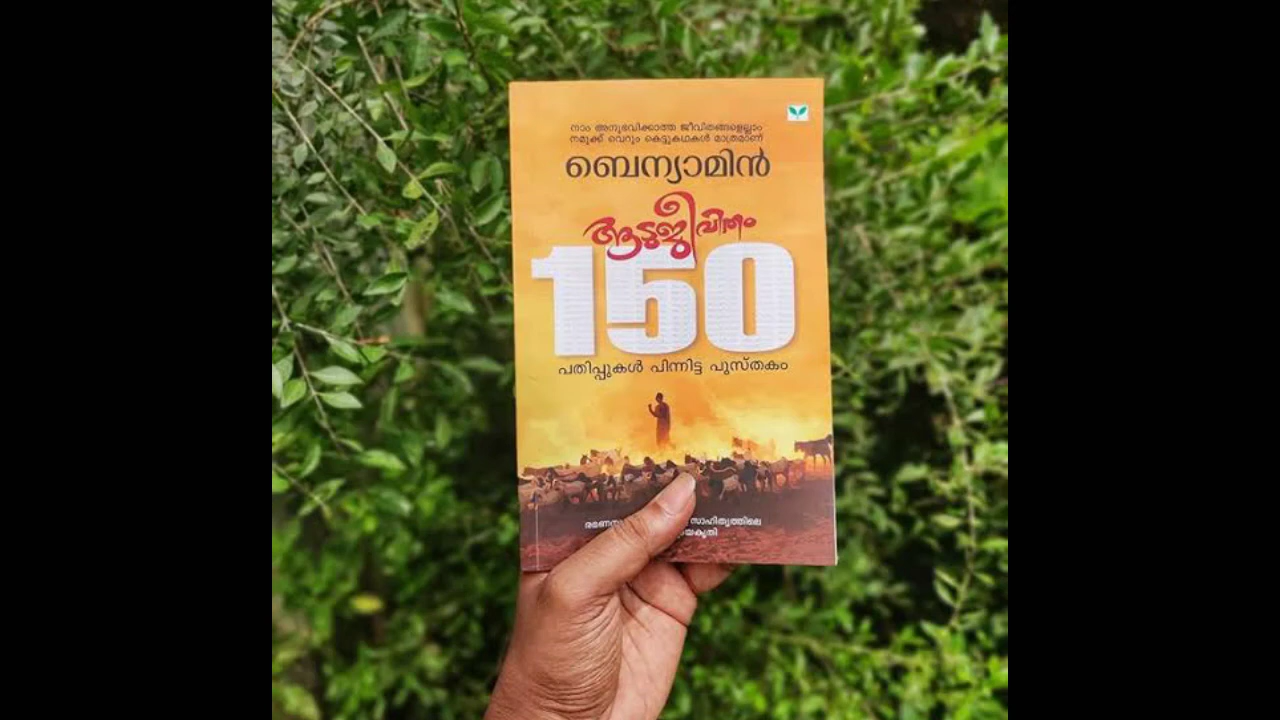 നാം അനുഭവിക്കാത്ത ജീവിതങ്ങളെല്ലാം
നമുക്ക് വെറും കെട്ടുകഥകൾ മാത്രമാണ്
ബെന്യാമിൻ
ആടുജീവിതം
150
പതിപ്പുകൾ പിന്നിട്ട പുസ്തകം
സാഹിത്യത്തിലെ